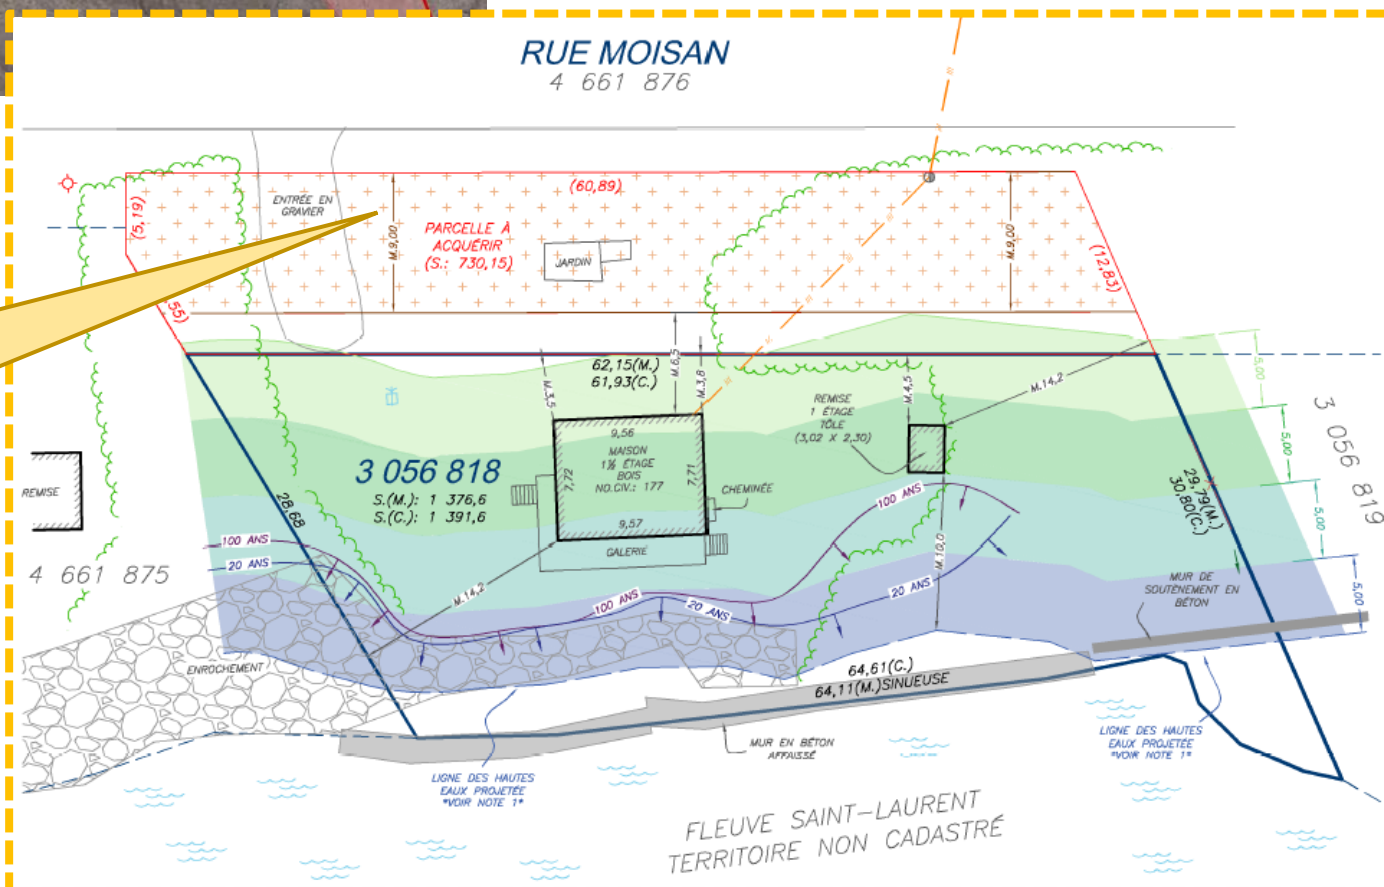 RUE MOISAN
4 661 876
ENTRÉE EN
GRAVIER
(60,89)
(5,19)
M.9,00
PARCELLE À
ACQUÉRIR
(S.: 730,15)
JARDIN
M.9,00
(12,83)
55)
62,15(M.)
61,93(C.)
M.6,5
M.3,8
M.3,5
M.4,5
M.14,2
REMISE
1 ÉTAGE
TÔLE
(3,02 X 2,30)
9,56
MAISON
1½ ÉTAGE
BOIS
NO.CIV.: 177
7,72
7,71
9,57
GALERIE
CHEMINÉE
3 056 818
S.(M.): 1 376,6
S.(C.): 1 391,6
REMISE
28,68
100 ANS
20 ANS
4 661 875
M.14,2
100 ANS
20 ANS
100 ANS
20 ANS
M.10,0
29,79(M.)
30,80(C.)
5,00
5,00
5,00
5,00
3 056 819
MUR DE
SOUTÈNEMENT EN
BÉTON
ENROCHEMENT
64,61(C.)
64,11(M.)SINUEUSE
MUR EN BÉTON
AFFAISSÉ
LIGNE DES HAUTES
EAUX PROJETÉE
*VOIR NOTE 1*
LIGNE DES HAUTES
EAUX PROJETÉE
*VOIR NOTE 1*
FLEUVE SAINT-LAURENT
TERRITOIRE NON CADASTRÉ